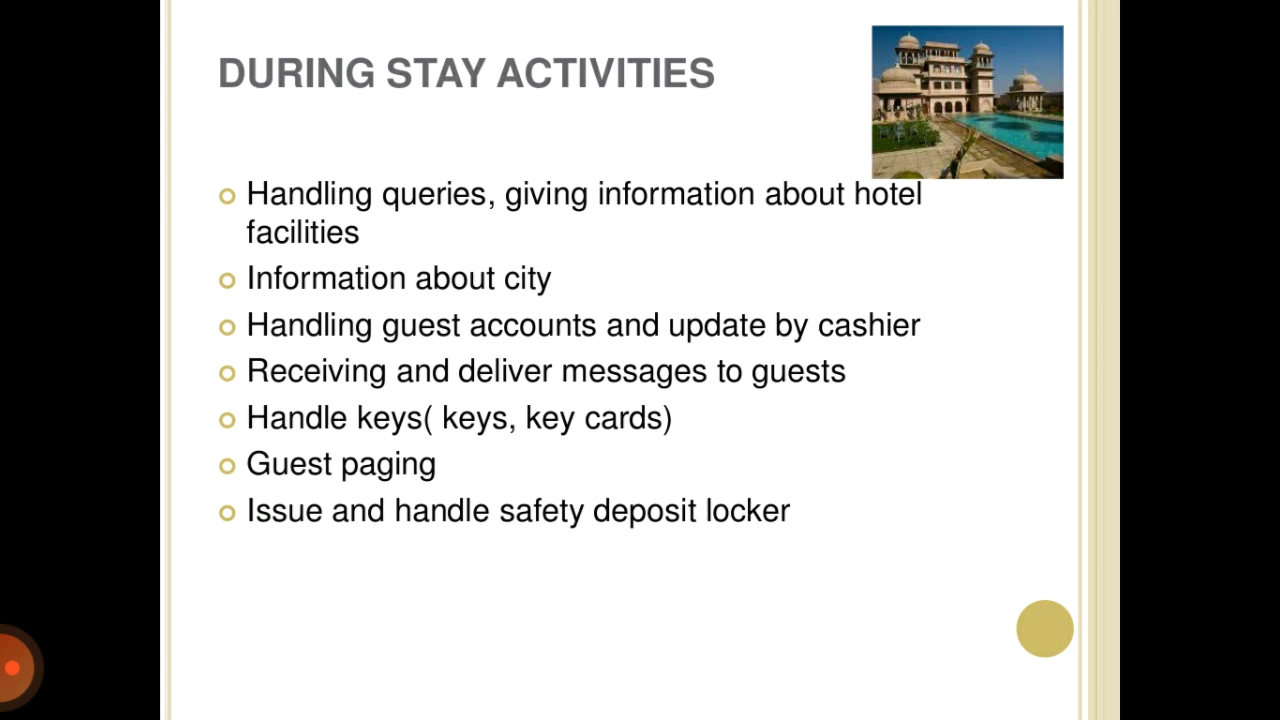 DURING STAY ACTIVITIES
Handling queries, giving information about hotel
facilities
Information about city
Handling guest accounts and update by cashier
Receiving and deliver messages to guests
Handle keys( keys, key cards)
Guest paging
Issue and handle safety deposit locker